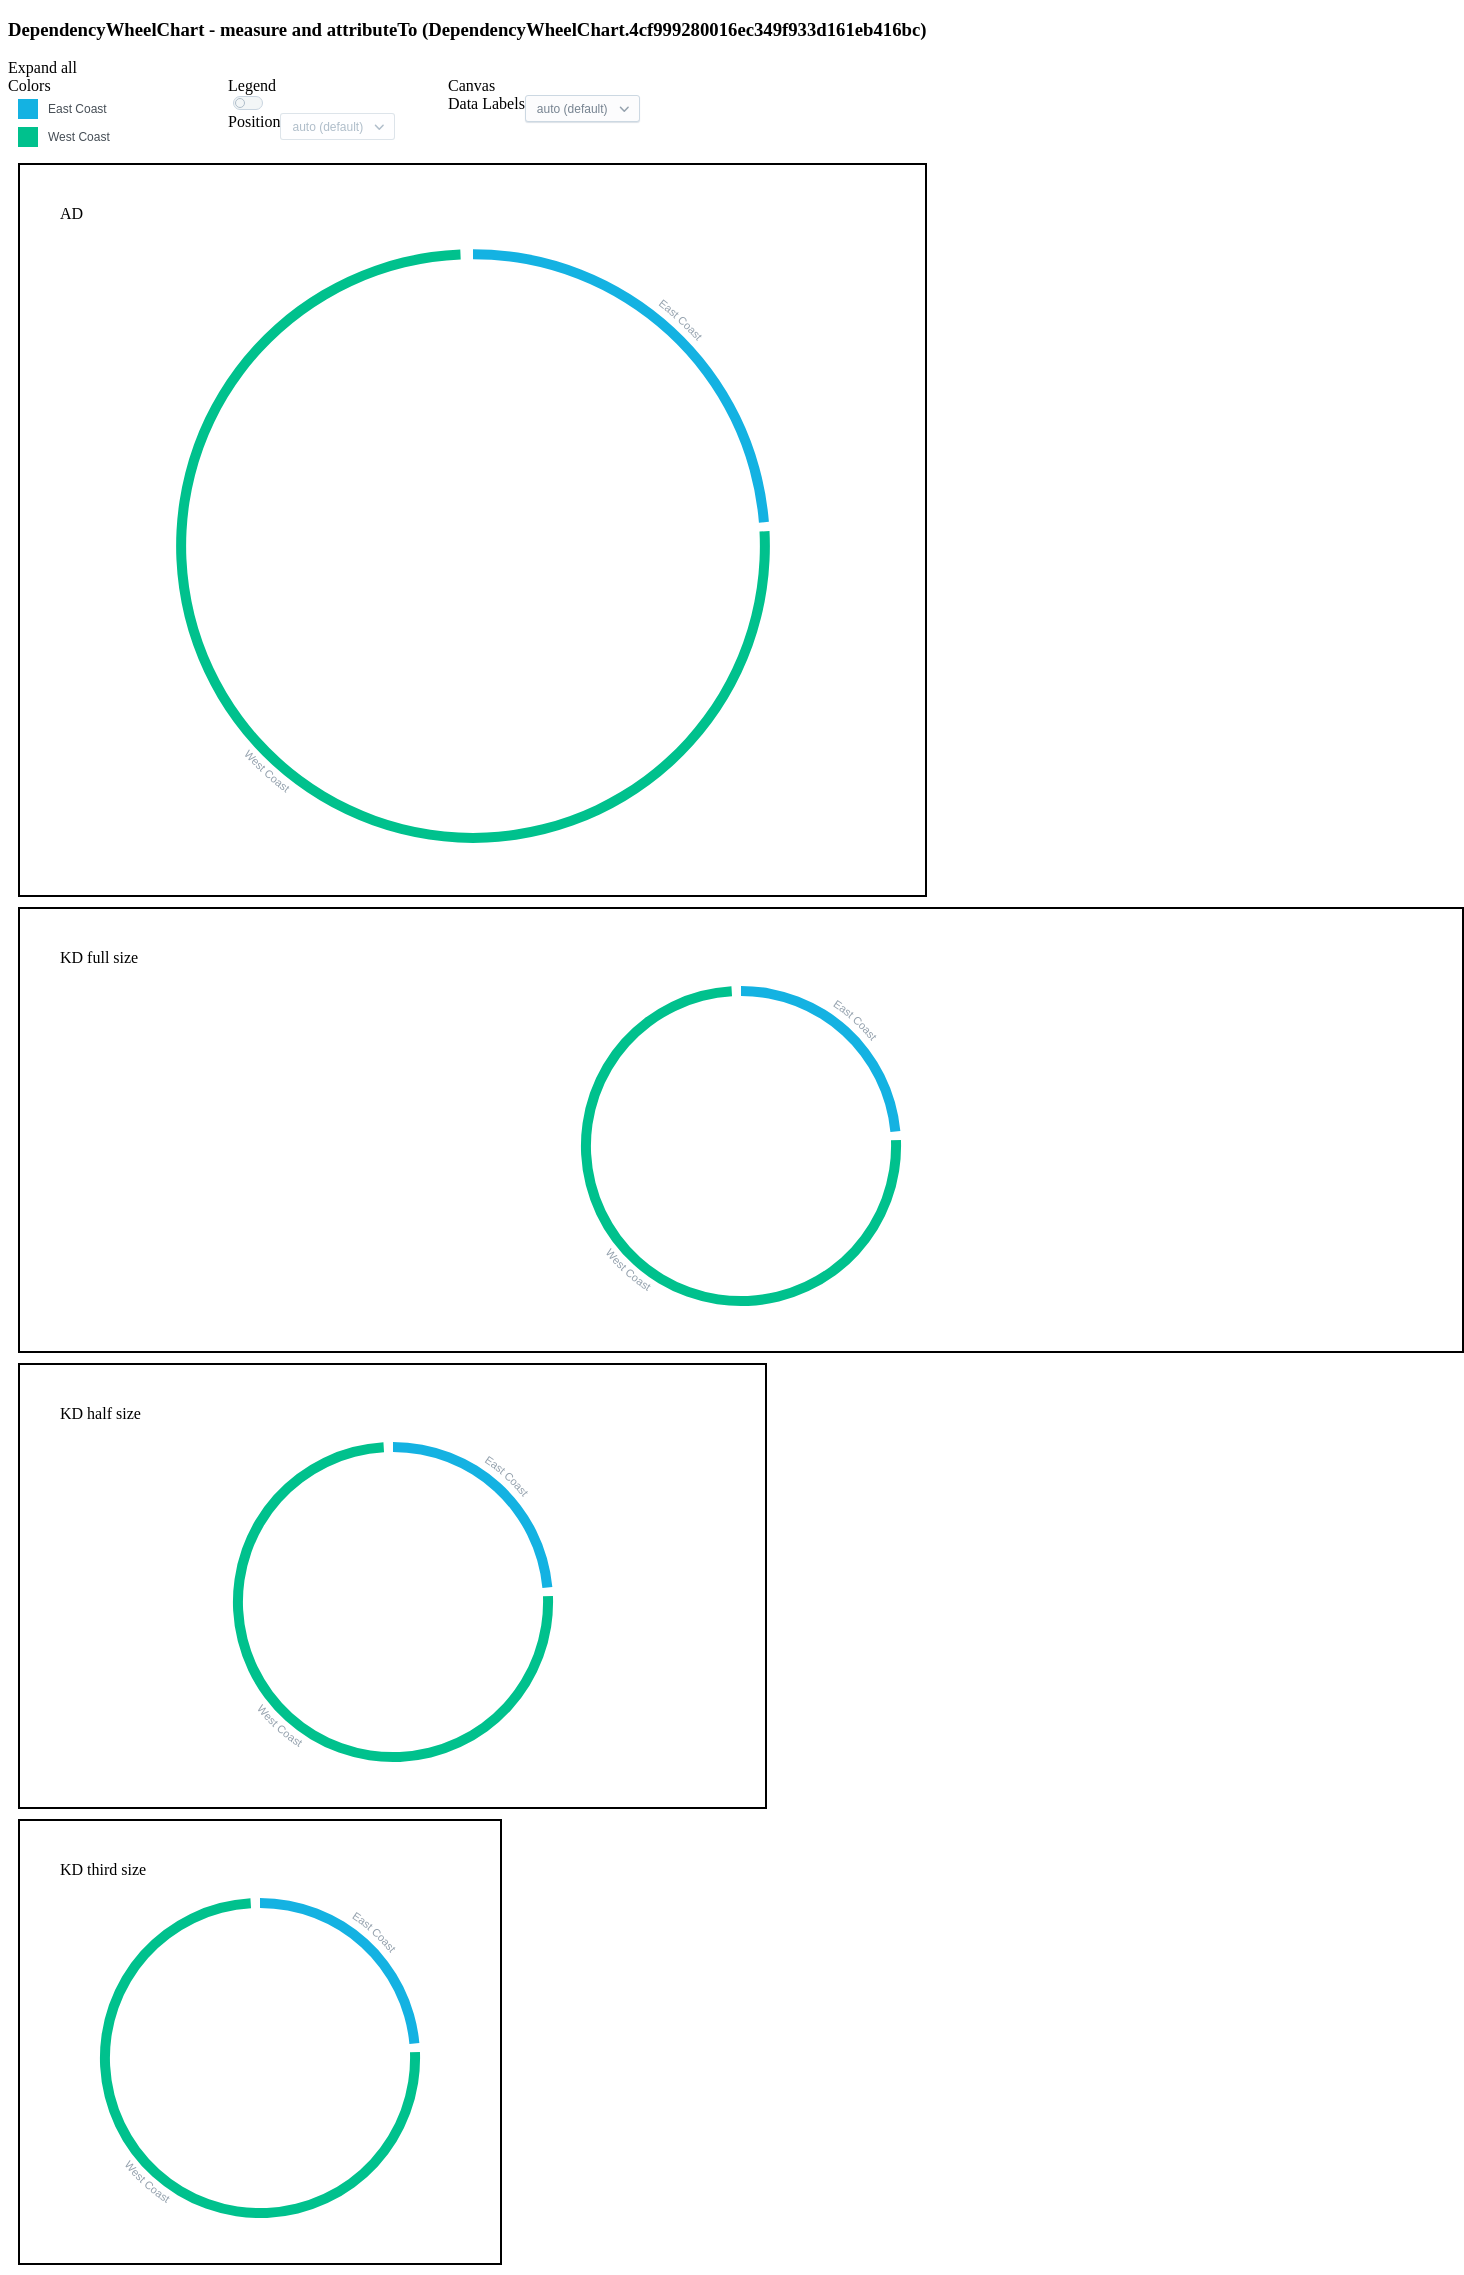 DependencyWheelChart - measure and attributeTo (DependencyWheelChart.4cf999280016ec349f933d161eb416bc)
Expand all
Colors
East Coast
West Coast
Legend
Position auto (default)
Canvas
Data Labels auto (default)
AD
East Coast
West Coast
KD full size
East Coast
West Coast
KD half size
East Coast
West Coast
KD third size
East Coast
West Coast